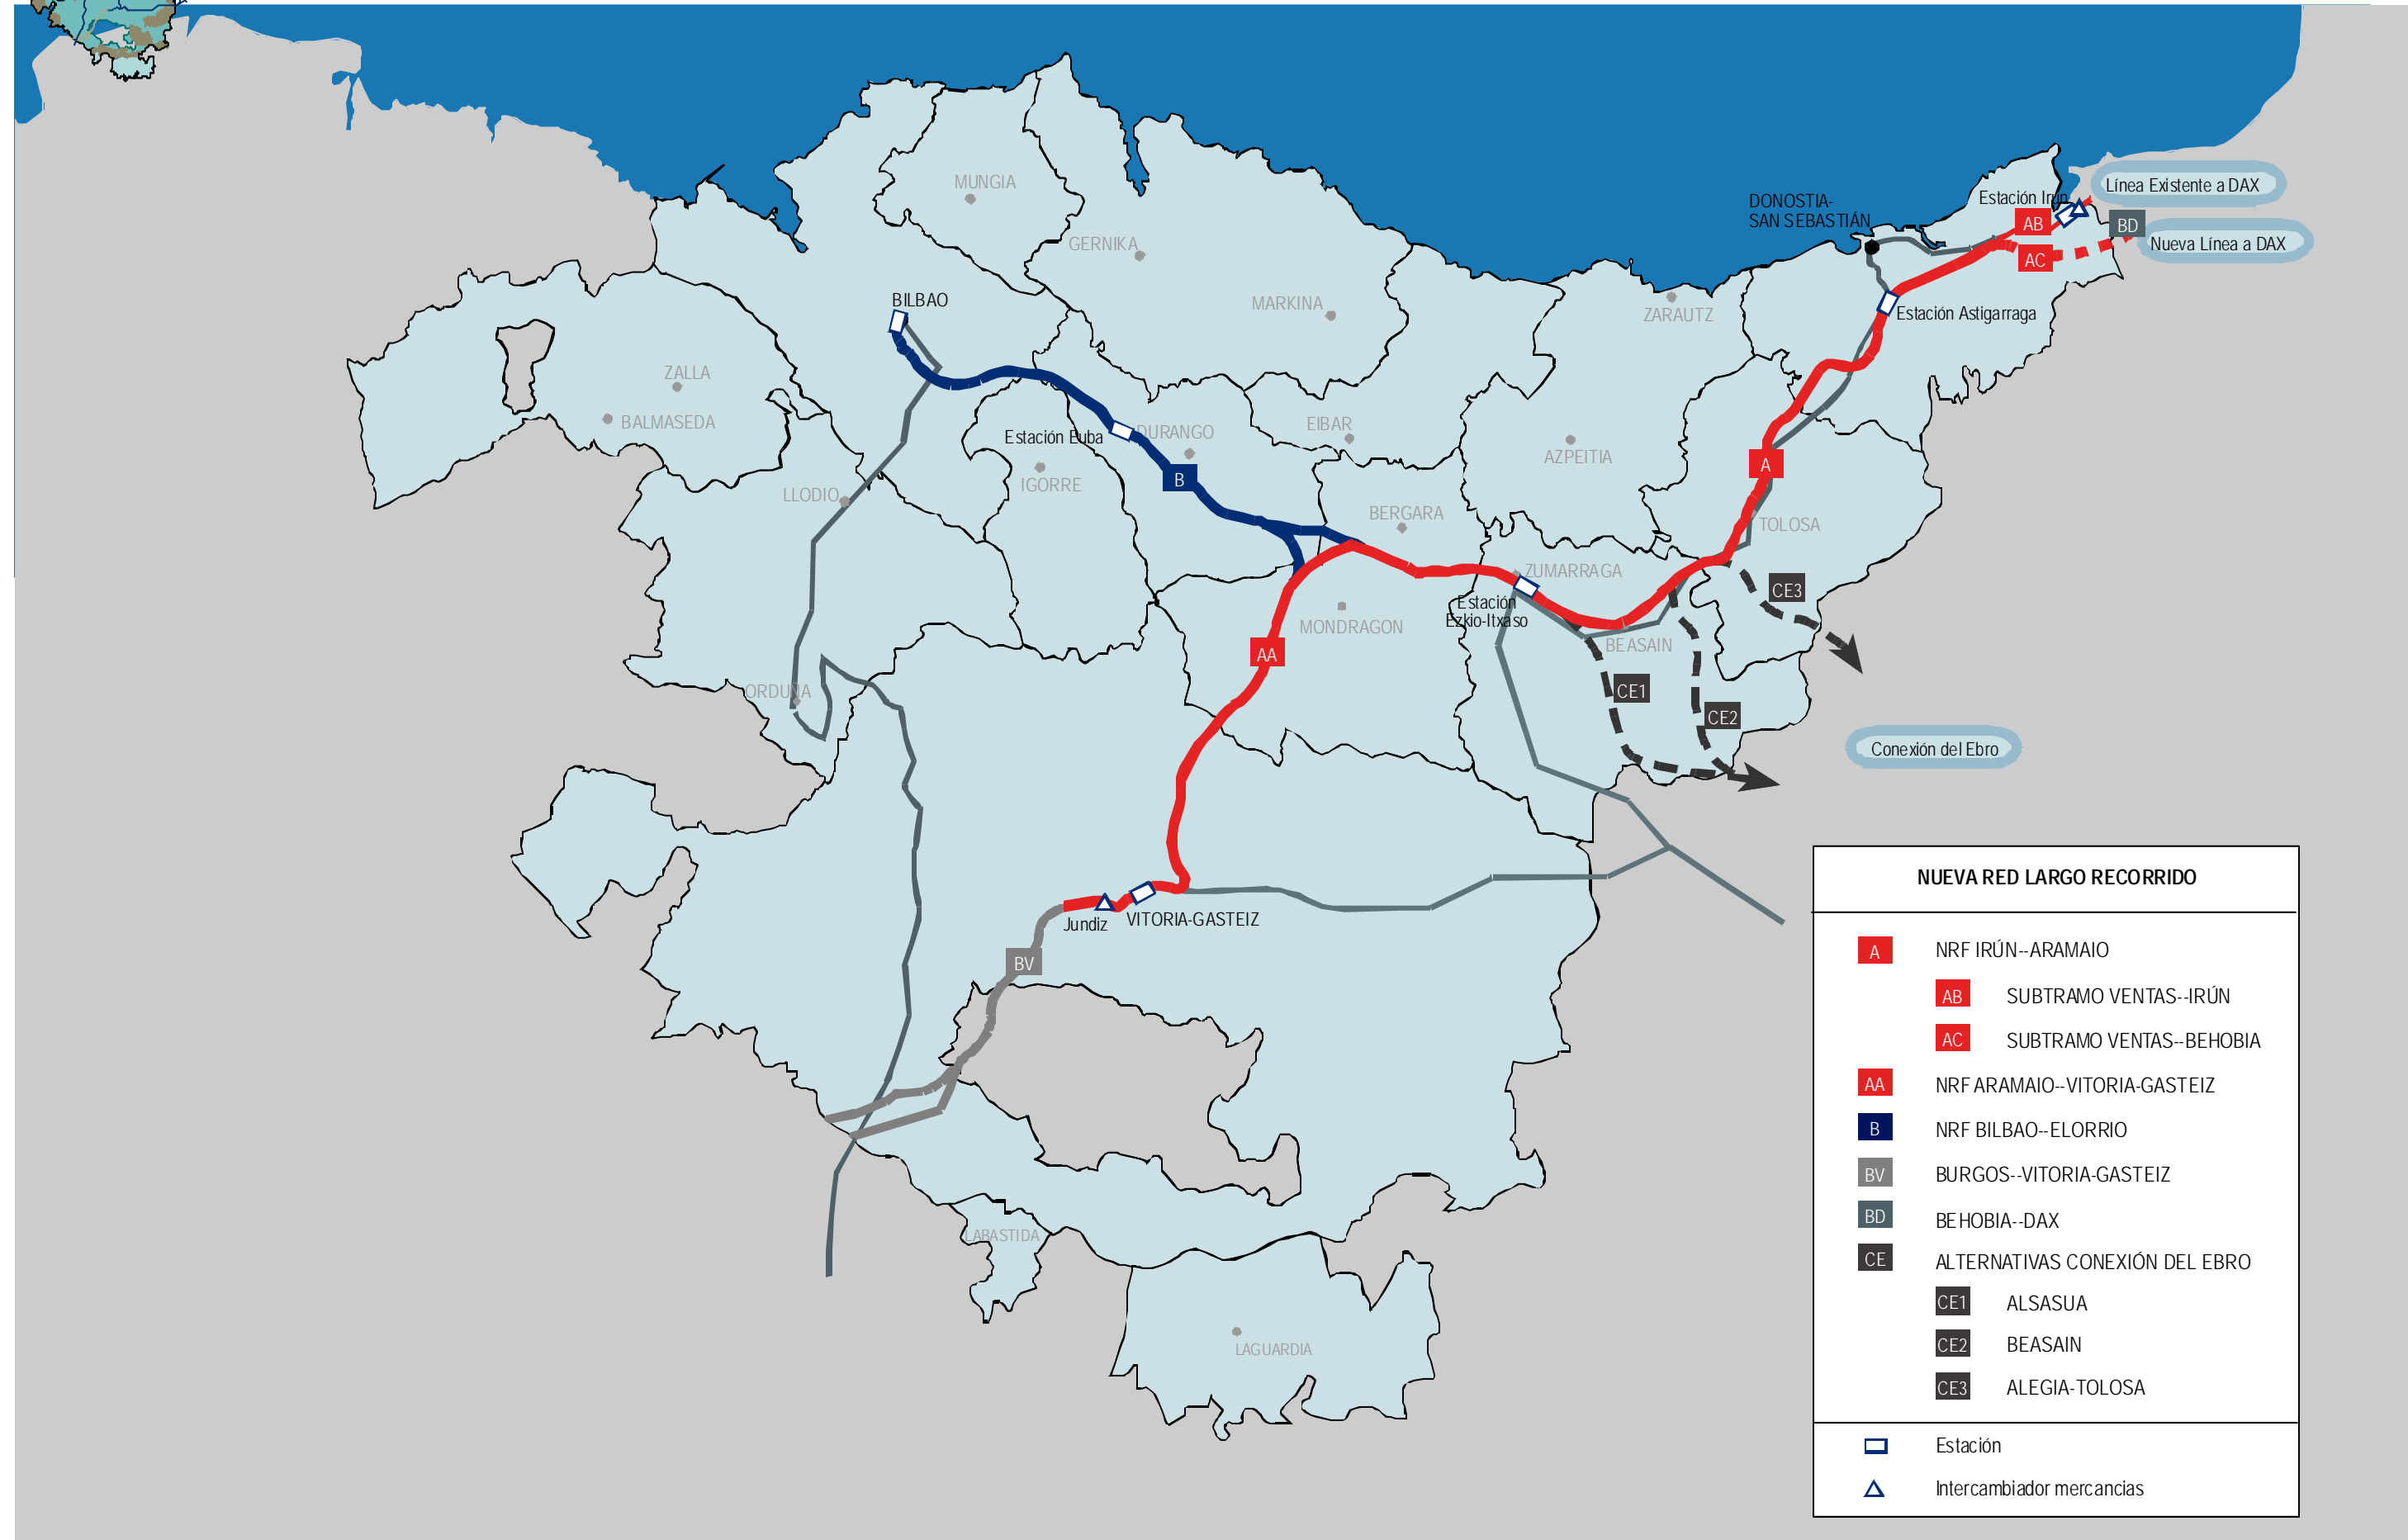 MUNGIA
GERNIKA
BILBAO
MARKINA
ZARAUTZ
DONOSTIA-
SAN SEBASTIÁN
Estación Irún
Línea Existente a DAX
AB
BD
Nueva Línea a DAX
AC
Estación Astigarraga
ZALLA
BALMASEDA
Estación Euba
DURANGO
EIBAR
AZPEITIA
A
IGORRE
B
LLODIO
BERGARA
TOLOSA
ZUMARRAGA
CE3
Estación
Ezkio-Itxaso
MONDRAGON
BEASAIN
AA
ORDUÑA
CE1
CE2
Conexión del Ebro
Jundiz
VITORIA-GASTEIZ
BV
LABASTIDA
LAGUARDIA
NUEVA RED LARGO RECORRIDO
A NRF IRÚN--ARAMAIO
AB SUBTRAMO VENTAS--IRÚN
AC SUBTRAMO VENTAS--BEHOBIA
AA NRF ARAMAIO--VITORIA-GASTEIZ
B NRF BILBAO--ELORRIO
BV BURGOS--VITORIA-GASTEIZ
BD BEHOBIA--DAX
CE ALTERNATIVAS CONEXIÓN DEL EBRO
CE1 ALSASUA
CE2 BEASAIN
CE3 ALEGIA-TOLOSA
Estación
Intercambiador mercancias